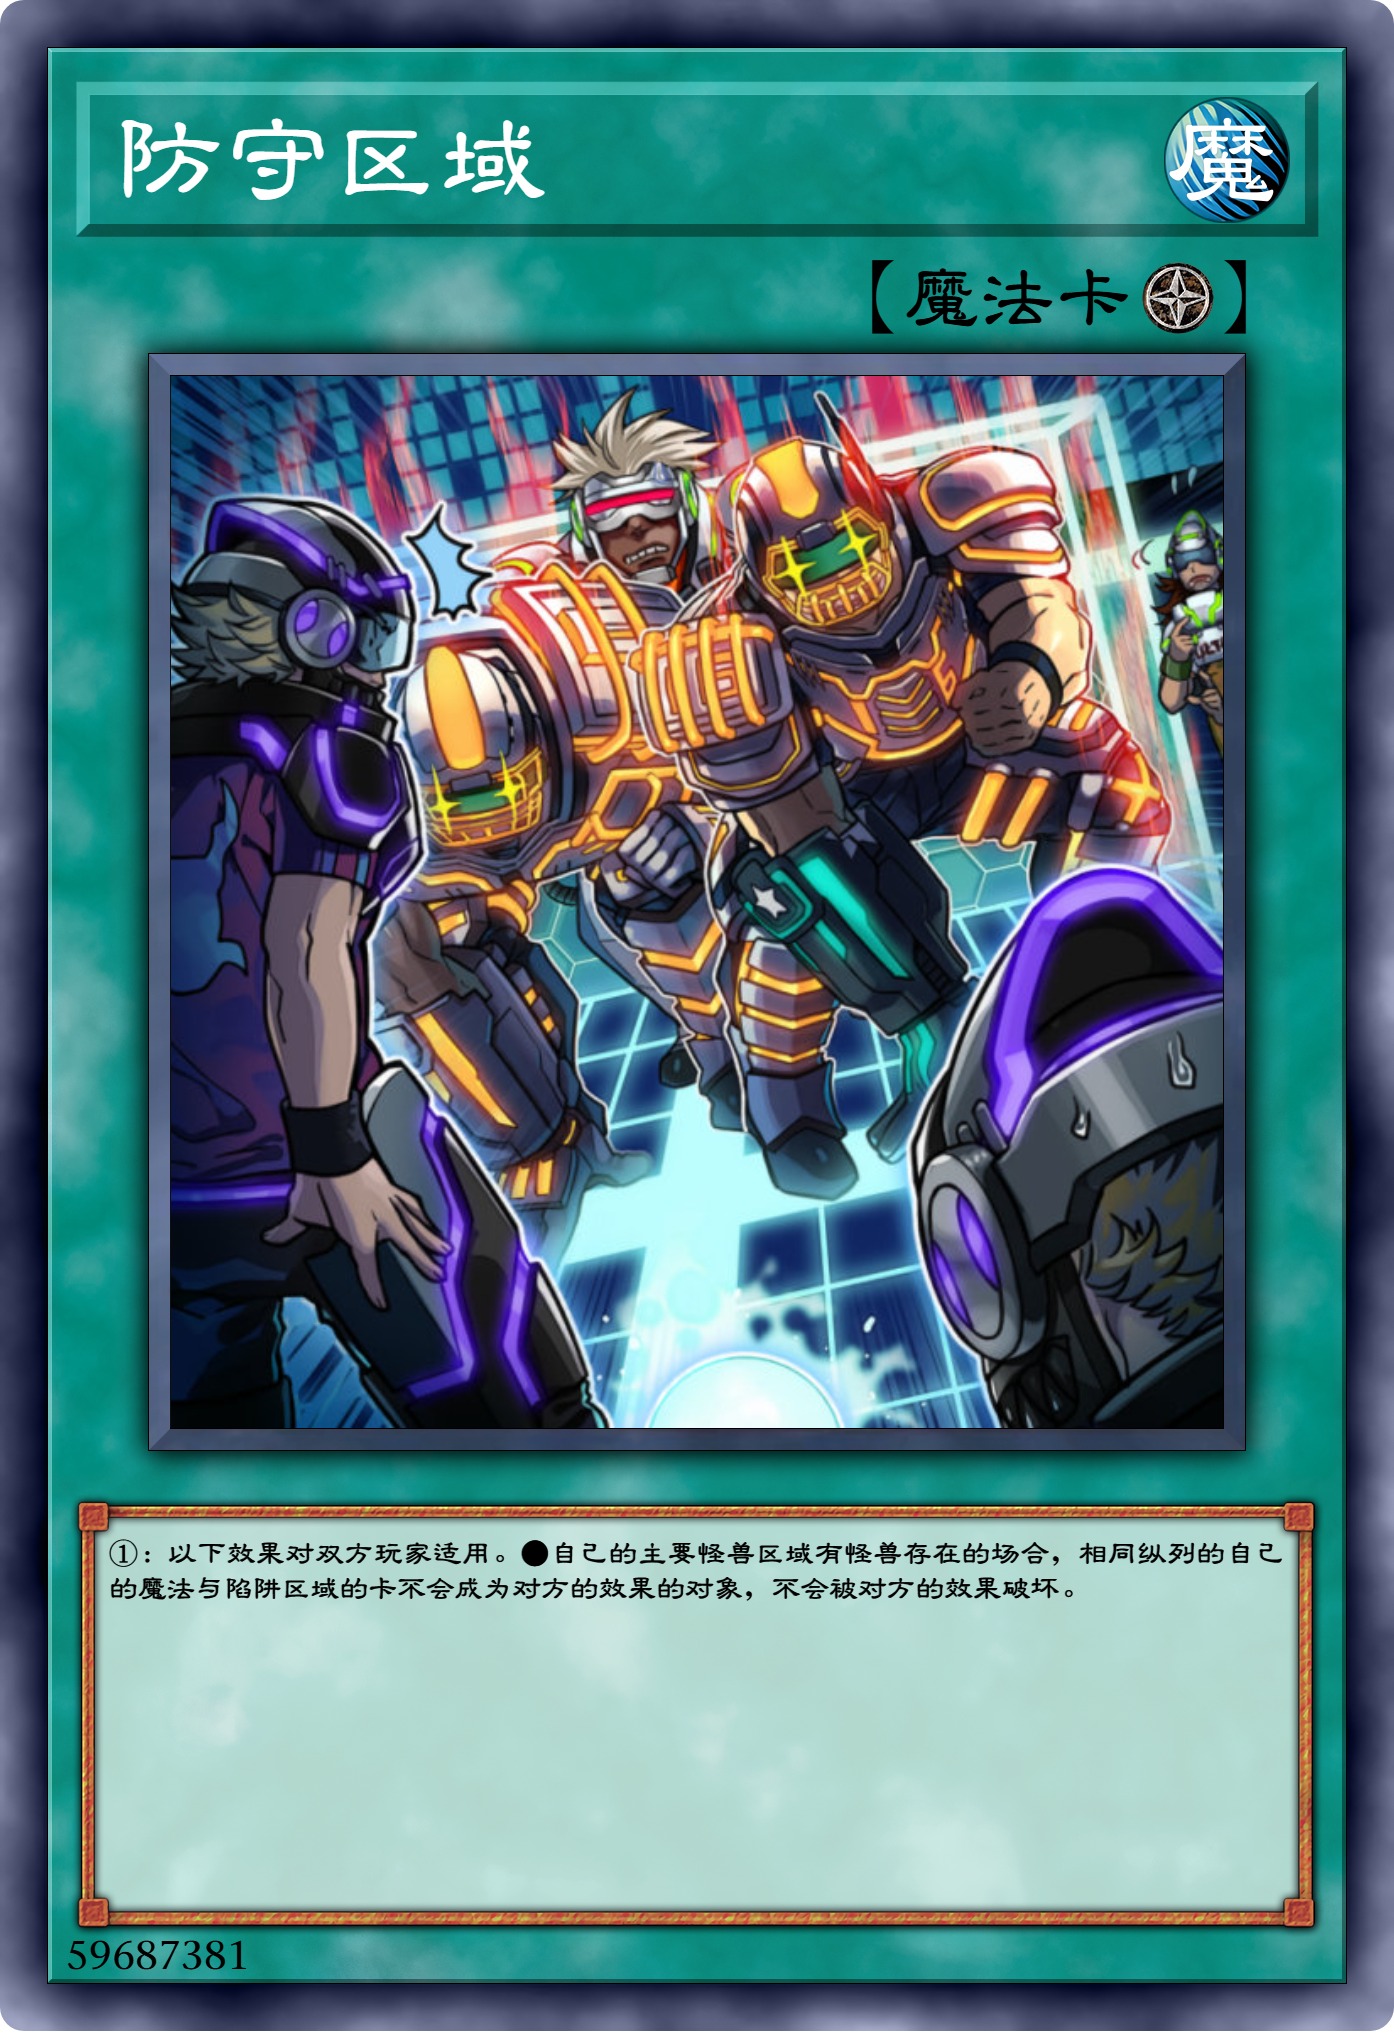 防守区域
魔
【魔法卡】
①：以下效果对双方玩家适用。●自己的主要怪兽区域有怪兽存在的场合，相同纵列的自己
的魔法与陷阱区域的卡不会成为对方的效果的对象，不会被对方的效果破坏。
59687381